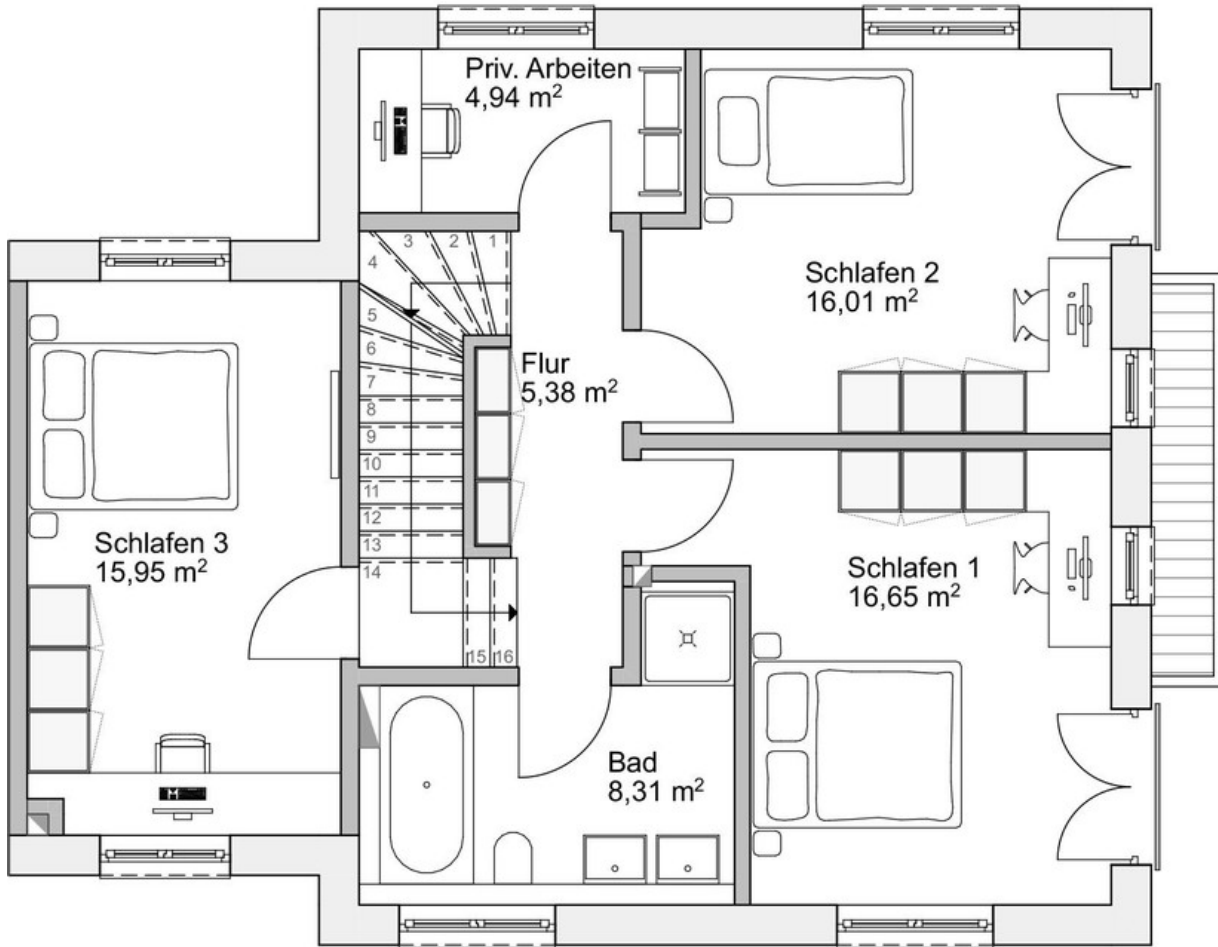 Priv. Arbeiten
4,94 m²
Schlafen 2
16,01 m²
Flur
5,38 m²
1
2
3
4
5
6
7
8
9
10
11
12
13
14
15
16
Schlafen 3
15,95 m²
Schlafen 1
16,65 m²
Bad
8,31 m²